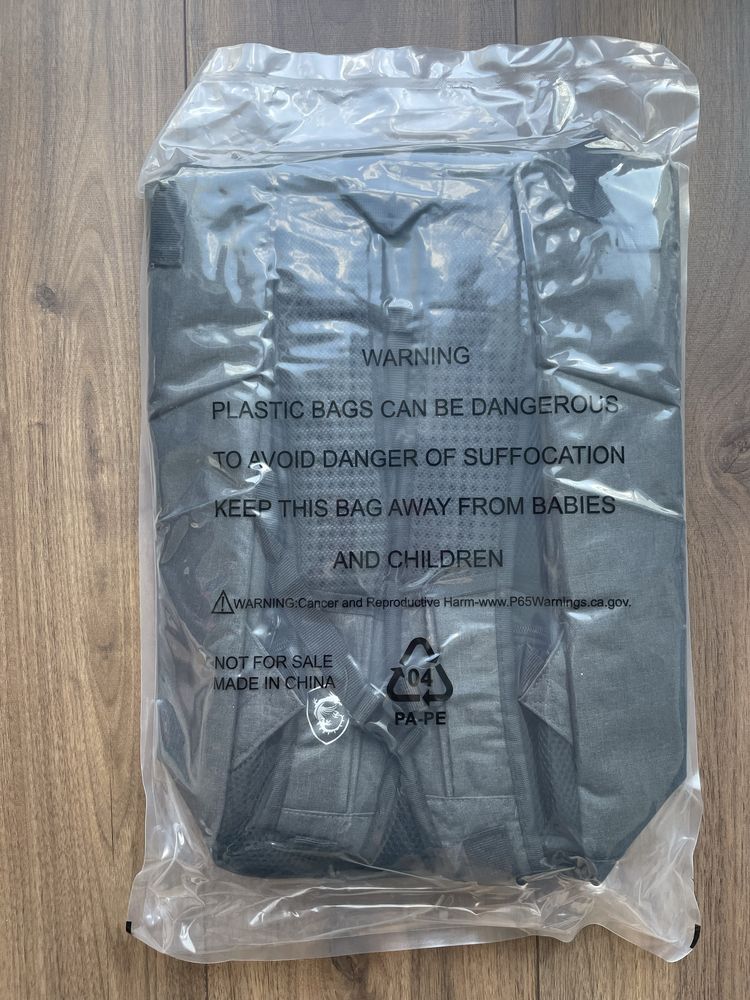 WARNING
PLASTIC BAGS CAN BE DANGEROUS
TO AVOID DANGER OF SUFFOCATION
KEEP THIS BAG AWAY FROM BABIES
AND CHILDREN
WARNING:Cancer and Reproductive Harm-www.P65Warnings.ca.gov.
NOT FOR SALE
MADE IN CHINA
04
PA-PE